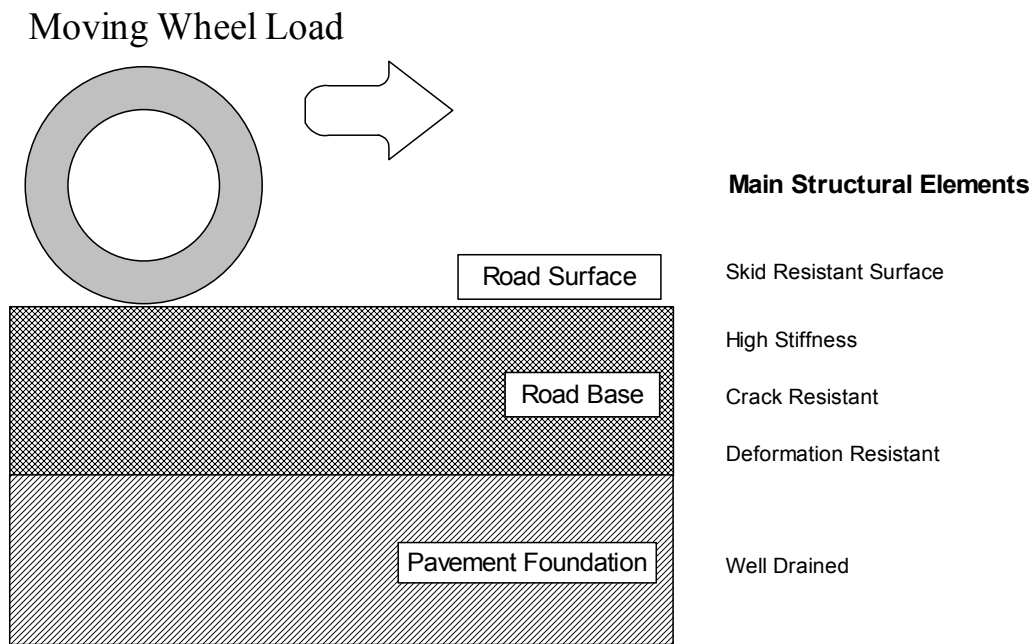 Moving Wheel Load
Main Structural Elements
Road Surface
Skid Resistant Surface
High Stiffness
Road Base
Crack Resistant
Deformation Resistant
Pavement Foundation
Well Drained